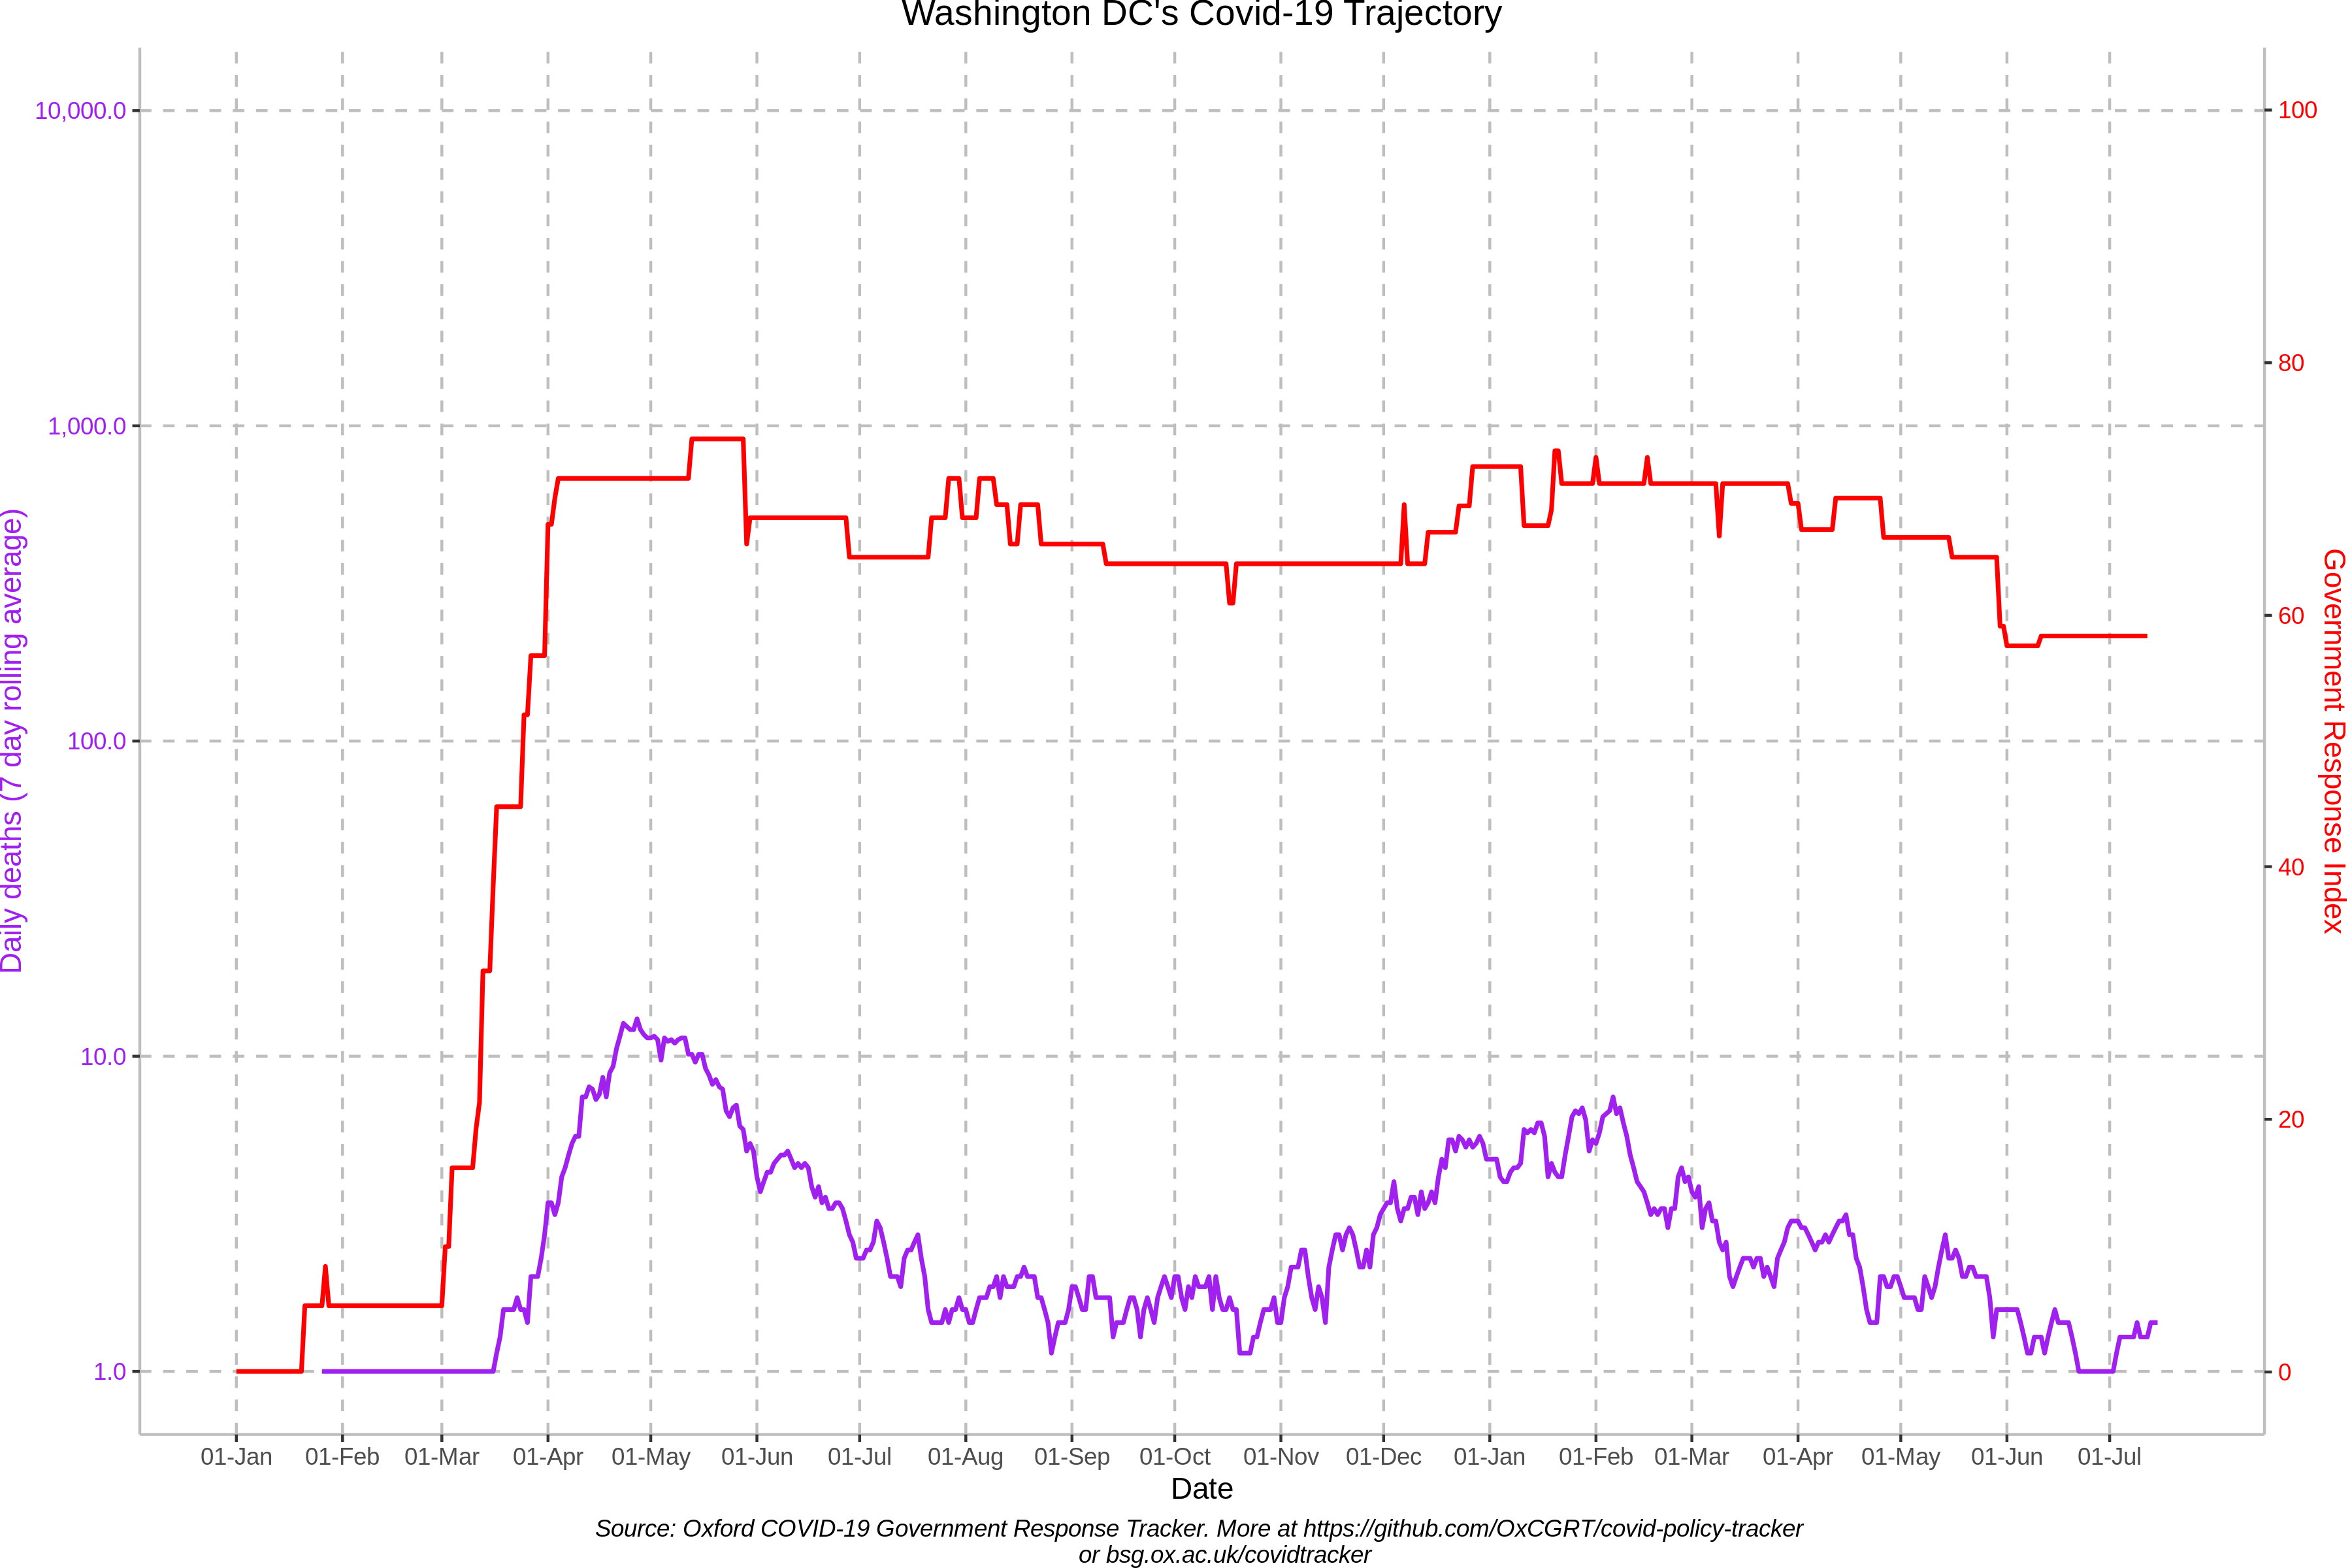 Washington DC's Covid-19 Trajectory
10,000.0
1,000.0
100.0
10.0
1.0
Daily deaths (7 day rolling average)
100
80
60
40
20
0
Government Response Index
01-Jan 01-Feb 01-Mar 01-Apr 01-May 01-Jun 01-Jul 01-Aug 01-Sep 01-Oct 01-Nov 01-Dec 01-Jan 01-Feb 01-Mar 01-Apr 01-May 01-Jun 01-Jul
Date
Source: Oxford COVID-19 Government Response Tracker. More at https://github.com/OxCGRT/covid-policy-tracker
or bsg.ox.ac.uk/covidtracker